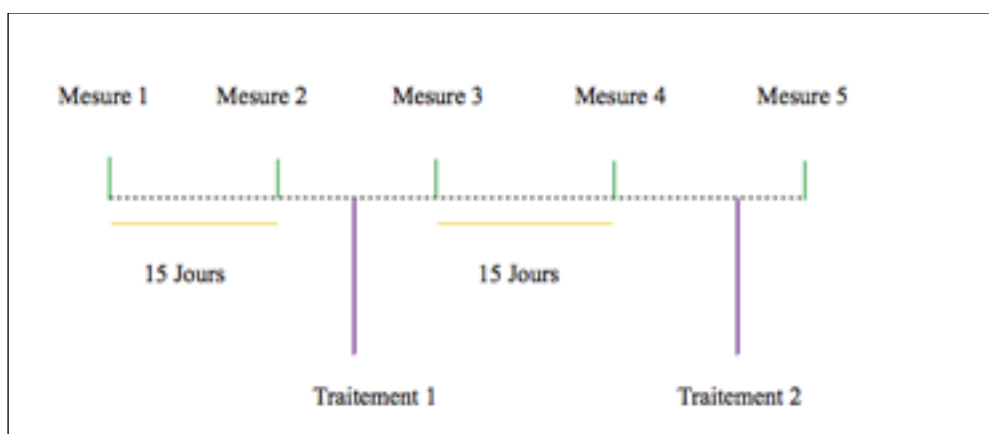 Mesure 1 Mesure 2 Mesure 3 Mesure 4 Mesure 5
15 Jours 15 Jours
Traitement 1 Traitement 2